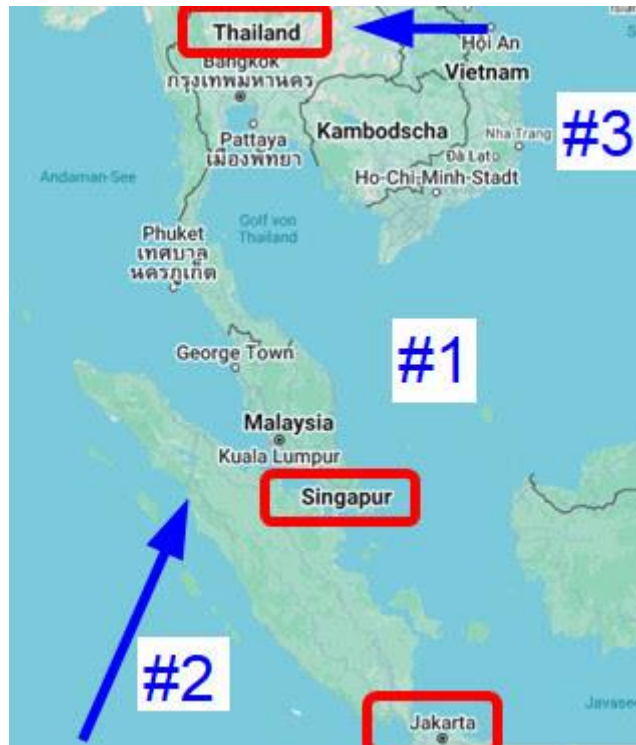 Thailand
Hội An
Bangkok
กรุงเทพมหานคร
Vietnam
Pattaya
เมืองพัทยา
Kambodscha
Nha Trang
#3
Đà Lạt
Ho-Chi-Minh-Stadt
Andaman-See
Golf von
Thailand
Phuket
เทศบาล
นครภูเก็ต
George Town
#1
Malaysia
Kuala Lumpur
Singapur
#2
Jakarta